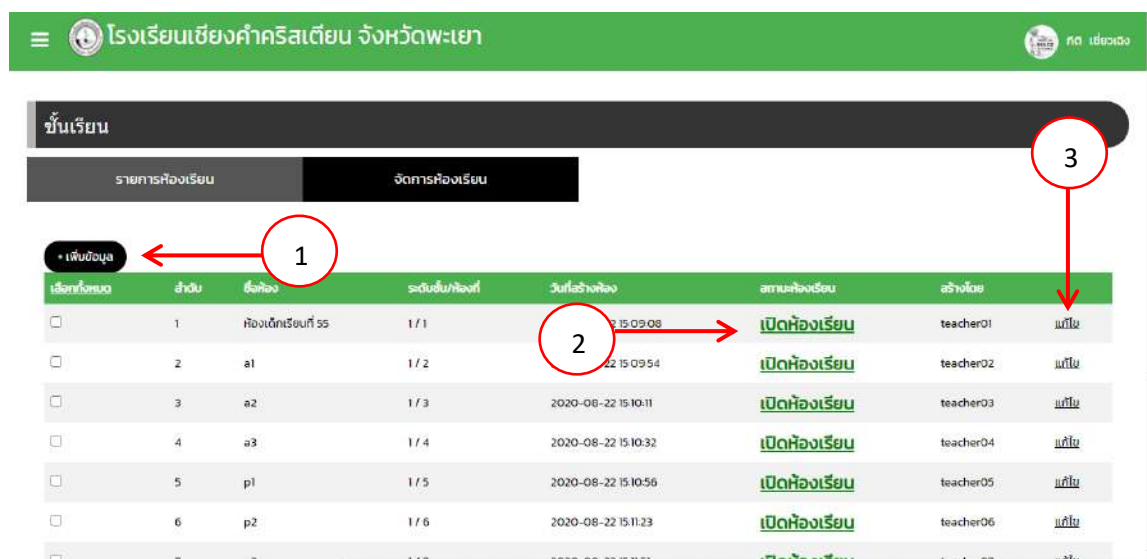 โรงเรียนเชียงคำคริสเตียน จังหวัดพะเยา
ชั้นเรียน
3
รายการห้องเรียน จัดการห้องเรียน
+ เพิ่มข้อมูล 1
เลือกทั้งหมด ลำดับ ชื่อห้อง ระดับชั้น/ห้องที่ วันที่สร้างห้อง สถานะห้องเรียน สร้างโดย
1 ห้องเด็กเรียนที่ 55 1 / 1 2 15:09:08 เปิดห้องเรียน teacher01 แก้ไข
2
2 a1 1 / 2 22 15:09:54 เปิดห้องเรียน teacher02 แก้ไข
3 a2 1 / 3 2020-08-22 15:10:11 เปิดห้องเรียน teacher03 แก้ไข
4 a3 1 / 4 2020-08-22 15:10:32 เปิดห้องเรียน teacher04 แก้ไข
5 p1 1 / 5 2020-08-22 15:10:56 เปิดห้องเรียน teacher05 แก้ไข
6 p2 1 / 6 2020-08-22 15:11:23 เปิดห้องเรียน teacher06 แก้ไข